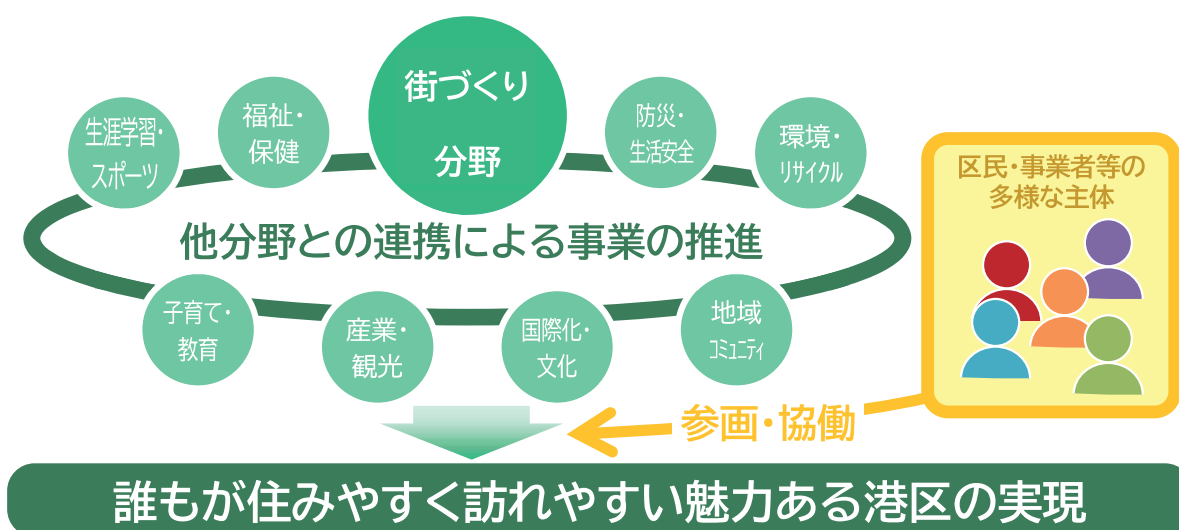 街づくり
分野
生涯学習・
スポーツ
福祉・
保健
防災・
生活安全
環境・
リサイクル
区民・事業者等の
多様な主体
他分野との連携による事業の推進
子育て・
教育
産業・
観光
国際化・
文化
地域
コミュニティ
参画・協働
誰もが住みやすく訪れやすい魅力ある港区の実現